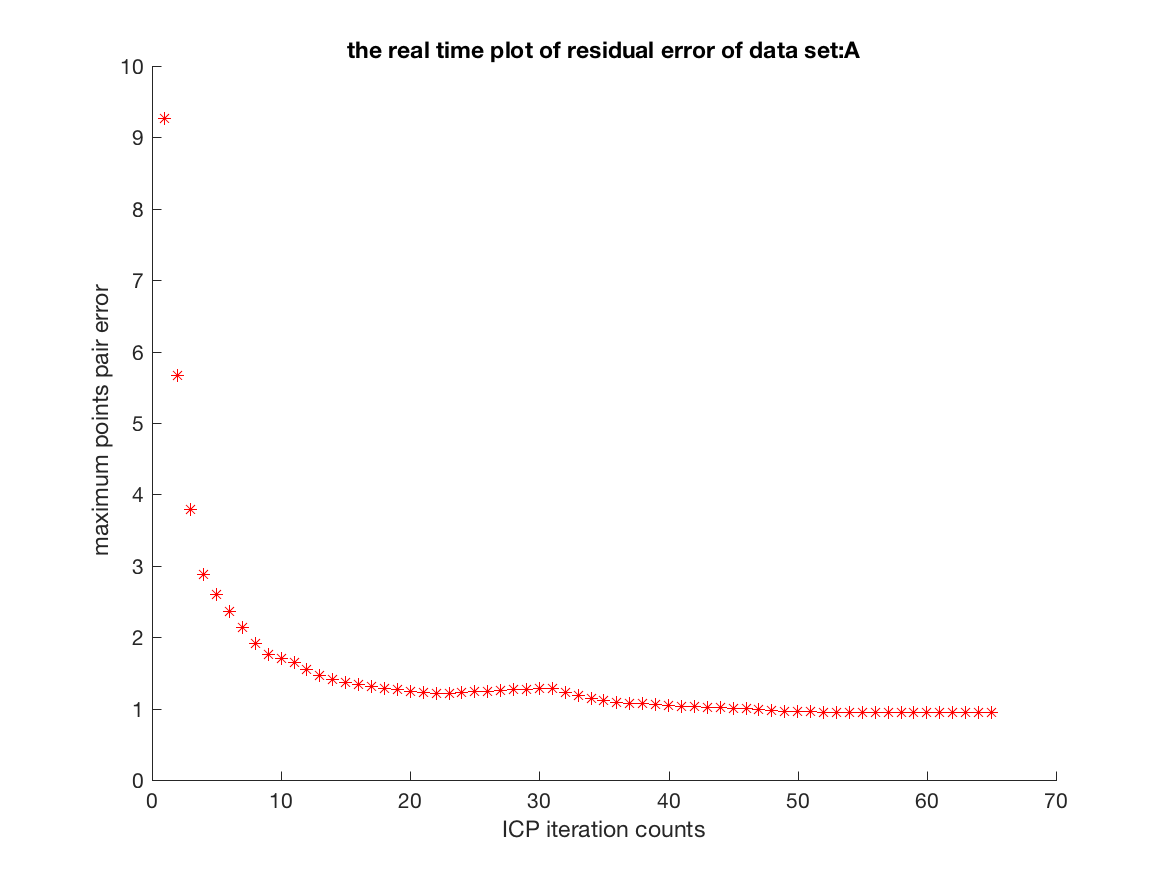 the real time plot of residual error of data set:A
10
9
8
7
6
5
4
3
2
1
0
maximum points pair error
0 10 20 30 40 50 60 70
ICP iteration counts